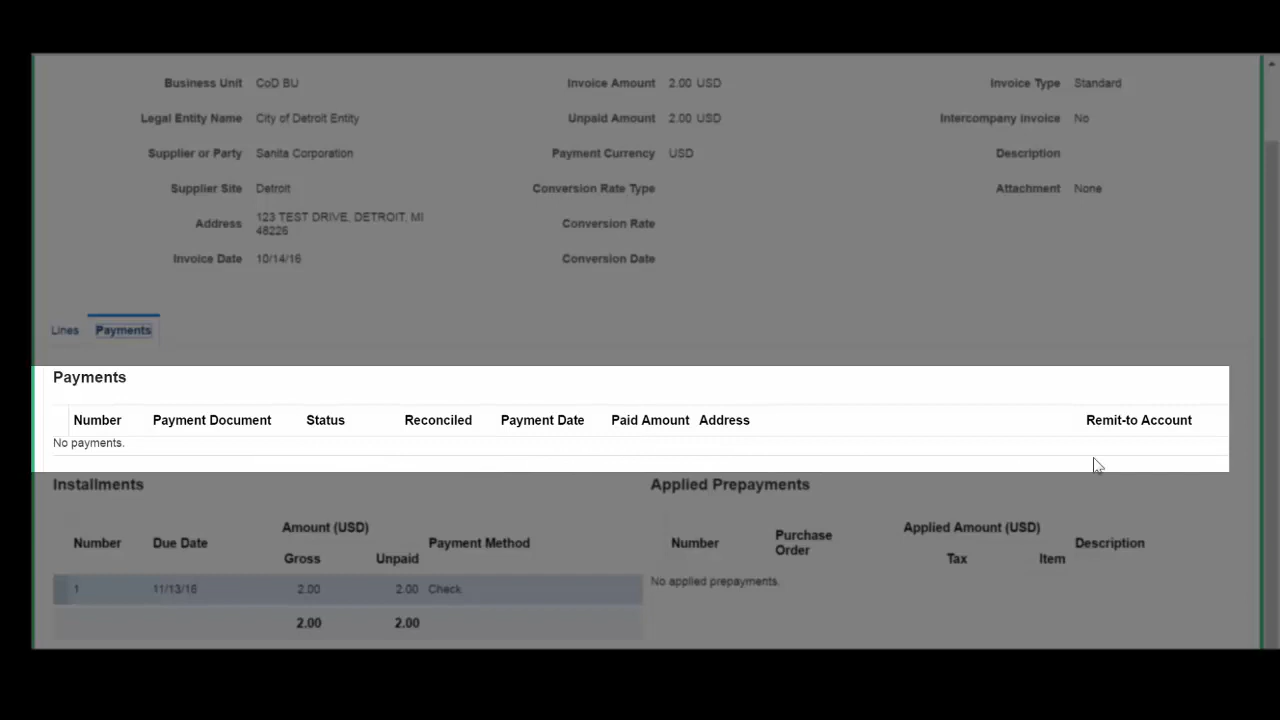 Business Unit CoD BU Invoice Amount 2.00 USD Invoice Type Standard
Legal Entity Name City of Detroit Entity Unpaid Amount 2.00 USD Intercompany invoice No
Supplier or Party Sanita Corporation Payment Currency USD Description
Supplier Site Detroit Conversion Rate Type Attachment None
Address 123 TEST DRIVE, DETROIT, MI Conversion Rate
48226
Invoice Date 10/14/16 Conversion Date
Lines Payments
Payments
Number Payment Document Status Reconciled Payment Date Paid Amount Address Remit-to Account
No payments.
Installments Applied Prepayments
Number Due Date Amount (USD) Payment Method Number Purchase Order Applied Amount (USD) Description
Gross Unpaid Tax Item
1 11/13/16 2.00 2.00 Check No applied prepayments.
2.00 2.00